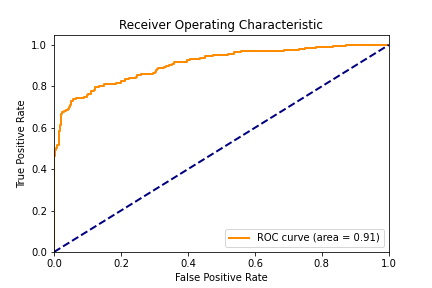 Receiver Operating Characteristic
1.0
0.8
0.6
0.4
0.2
0.0
True Positive Rate
ROC curve (area = 0.91)
0.0 0.2 0.4 0.6 0.8 1.0
False Positive Rate